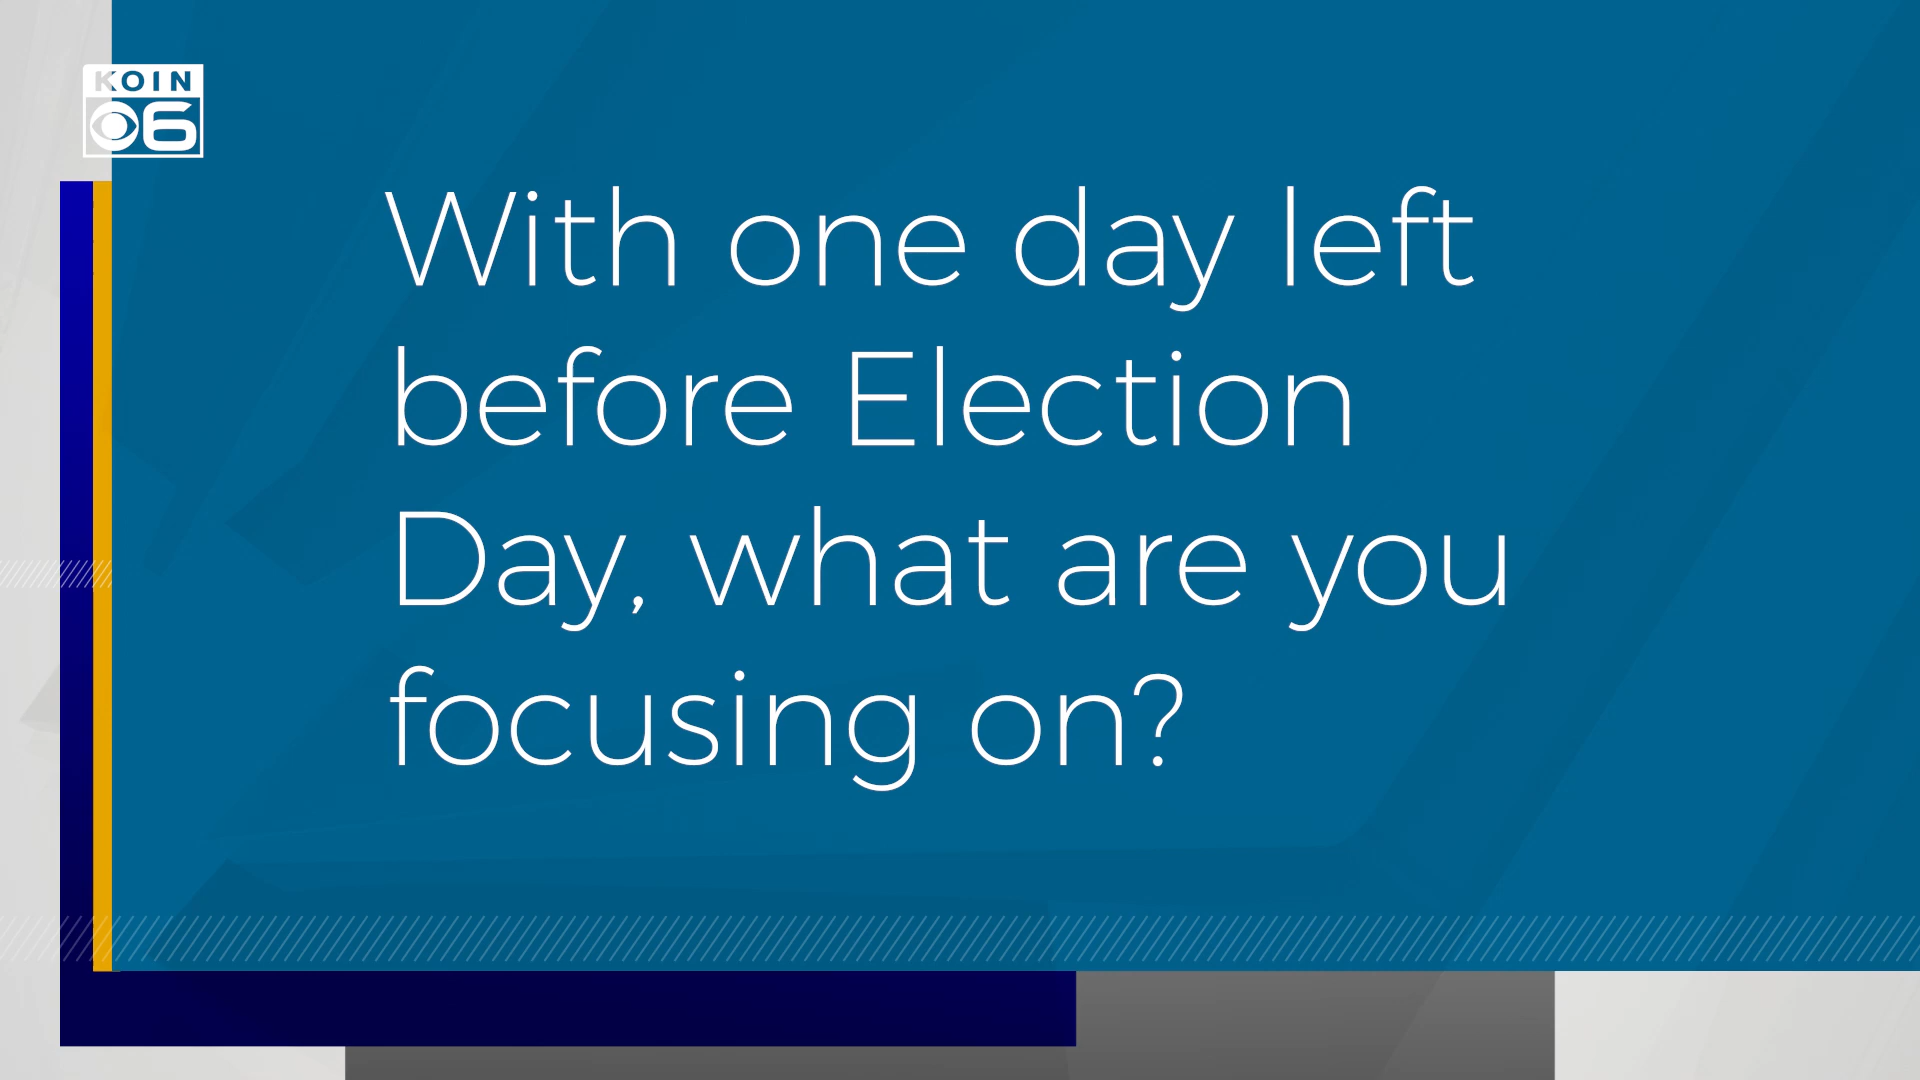 KOIN
6
With one day left
before Election
Day, what are you
focusing on?